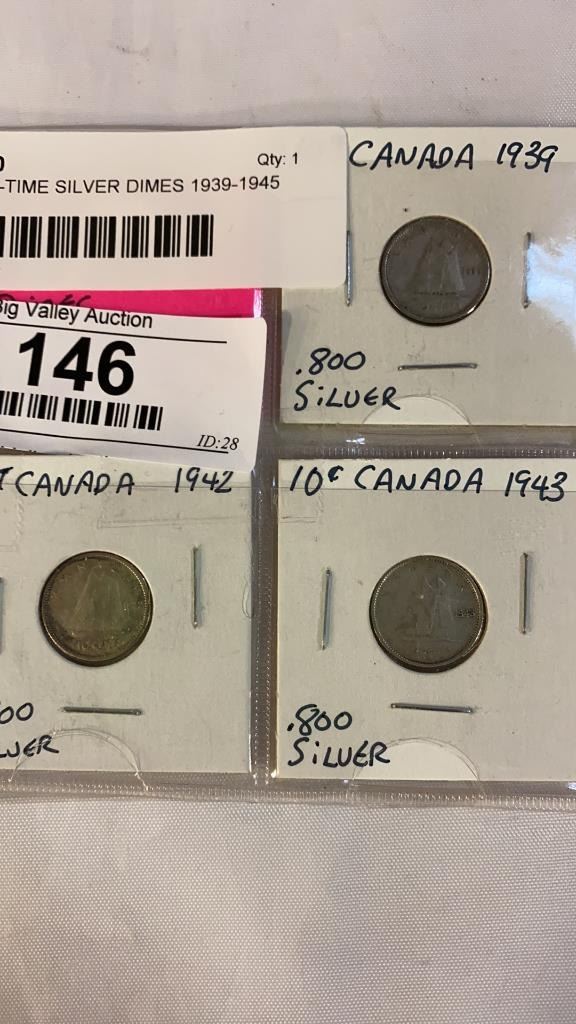 Qty: 1
-TIME SILVER DIMES 1939-1945
CANADA 1939
.800
SILVER
Big Valley Auction
146
ID:28
CANADA 1942
00
10¢ CANADA 1943
.800
SILVER